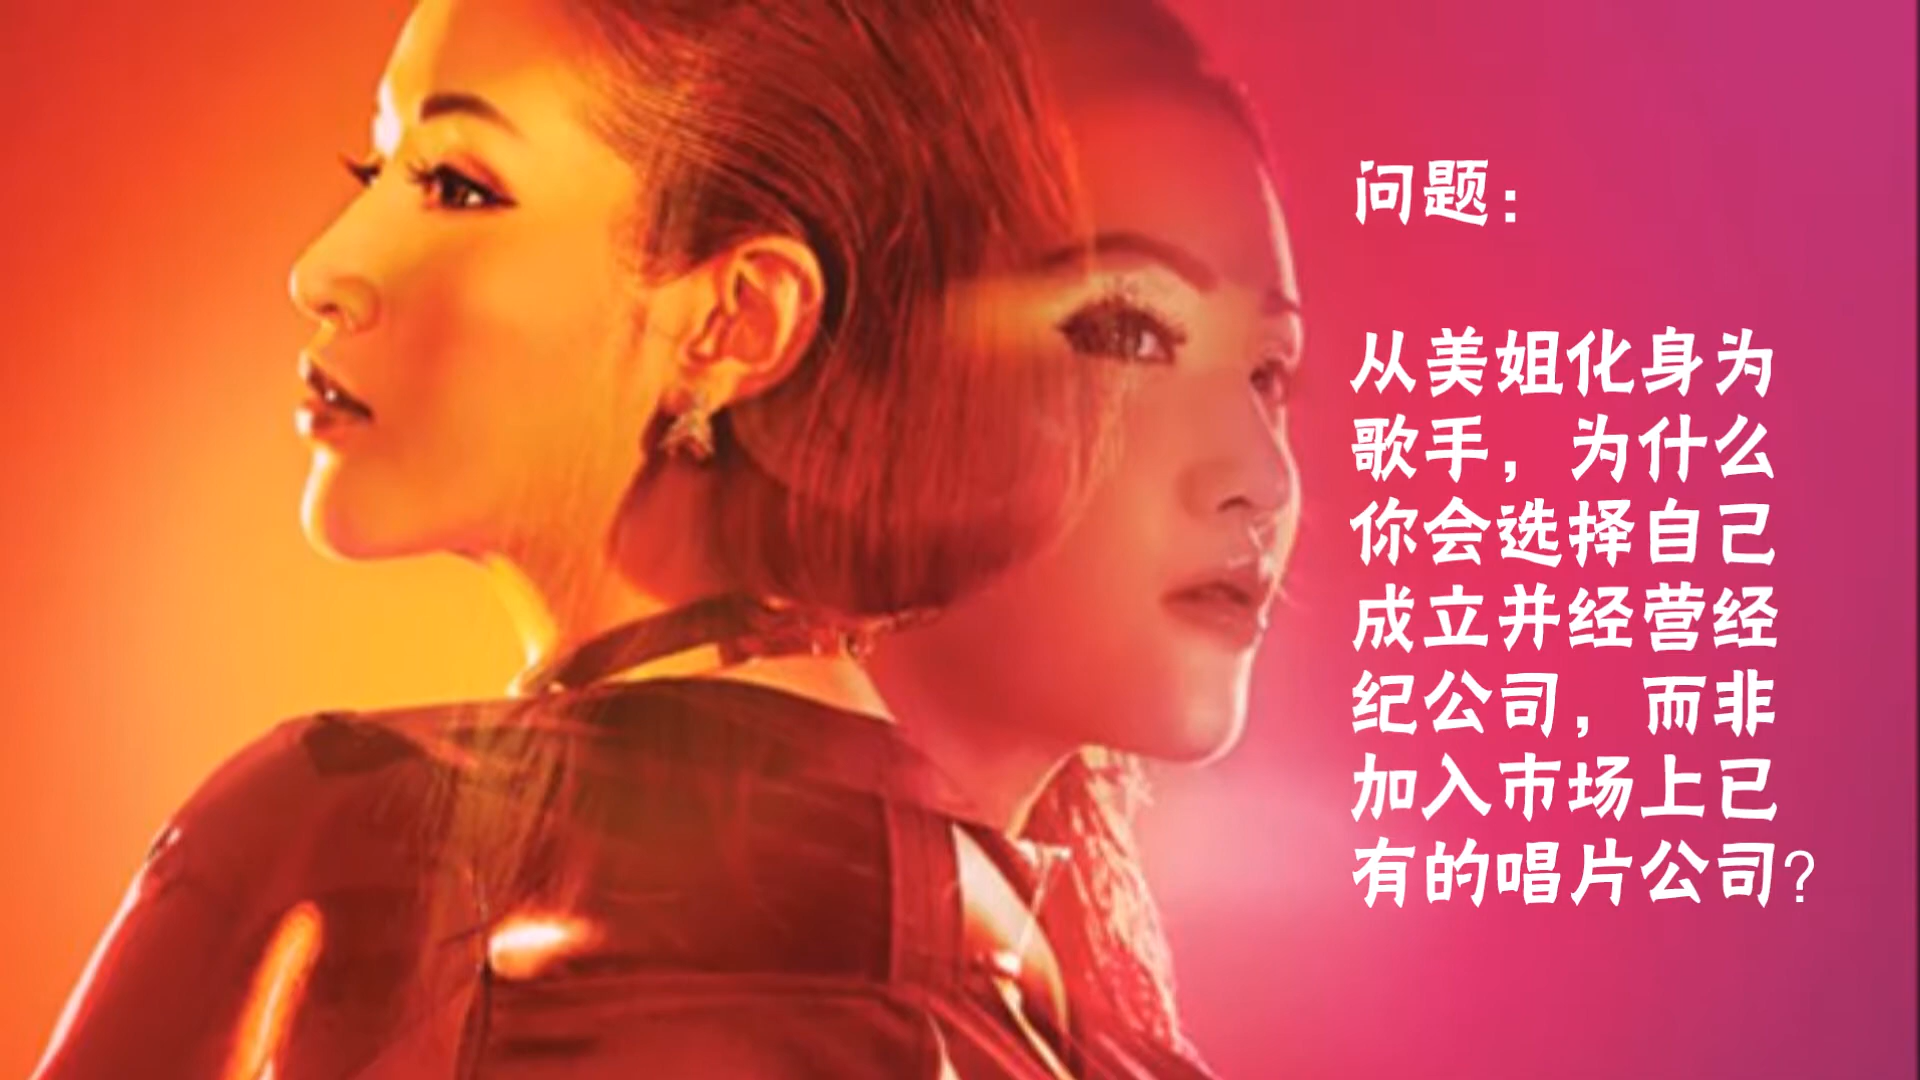 问题：
从美姐化身为
歌手，为什么
你会选择自己
成立并经营经
纪公司，而非
加入市场上已
有的唱片公司？